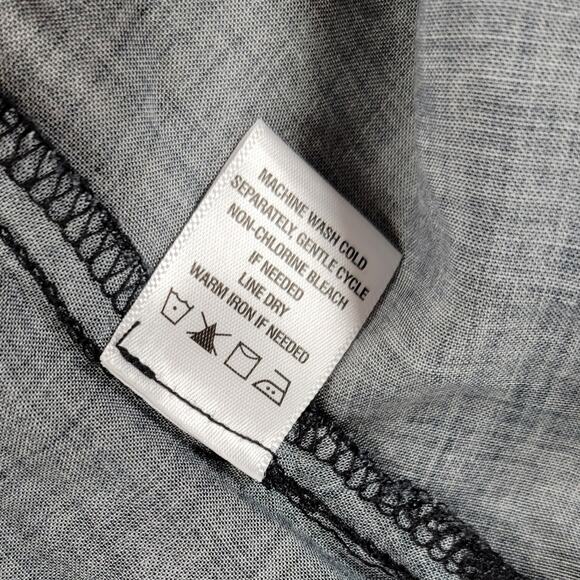 MACHINE WASH COLD
SEPARATELY, GENTLE CYCLE
NON-CHLORINE BLEACH
IF NEEDED
LINE DRY
WARM IRON IF NEEDED